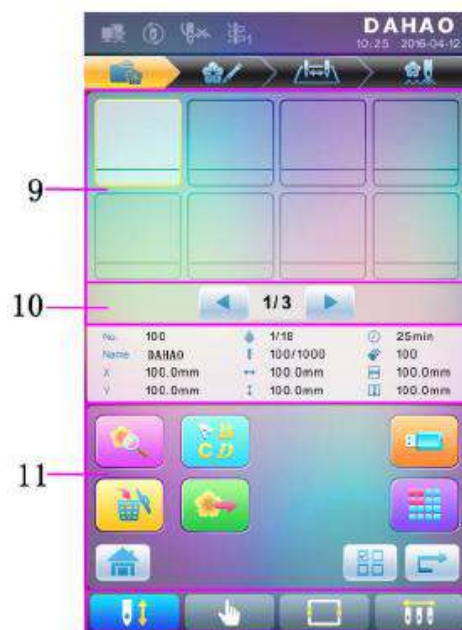 DAHAO
10:25 2016-04-12
9
10
1/3
No. 100 1/18 25min
Name DAHAO 100/1000 100
X 100.0mm 100.0mm 100.0mm
Y 100.0mm 100.0mm 100.0mm
B
C D
11